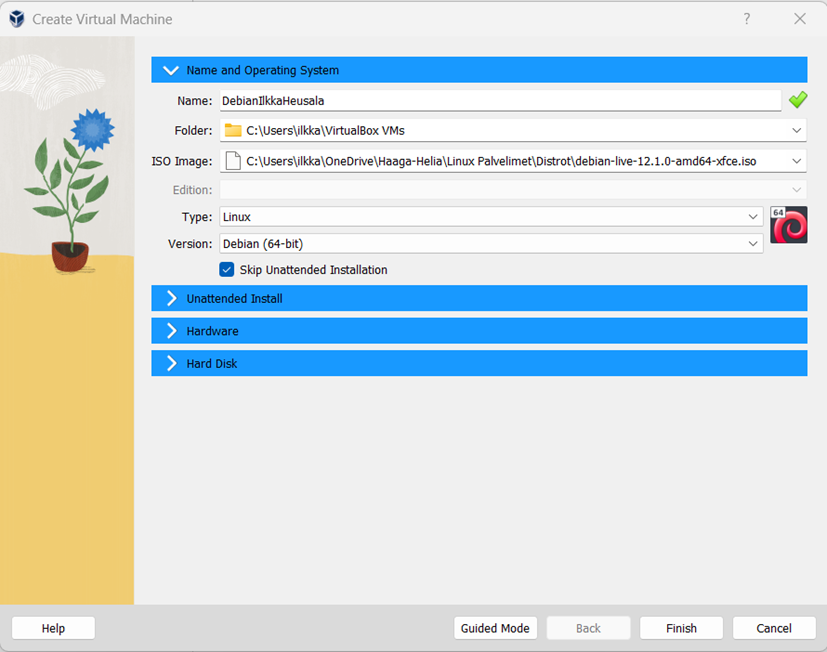 Create Virtual Machine
?
Name and Operating System
Name: DebianIlkkaHeusala
Folder: C:\Users\ilkka\VirtualBox VMs
ISO Image: C:\Users\ilkka\OneDrive\Haaga-Helia\Linux Palvelimet\Distrot\debian-live-12.1.0-amd64-xfce.iso
Edition:
Type: Linux
64
Version: Debian (64-bit)
Skip Unattended Installation
Unattended Install
Hardware
Hard Disk
Help Guided Mode Back Finish Cancel